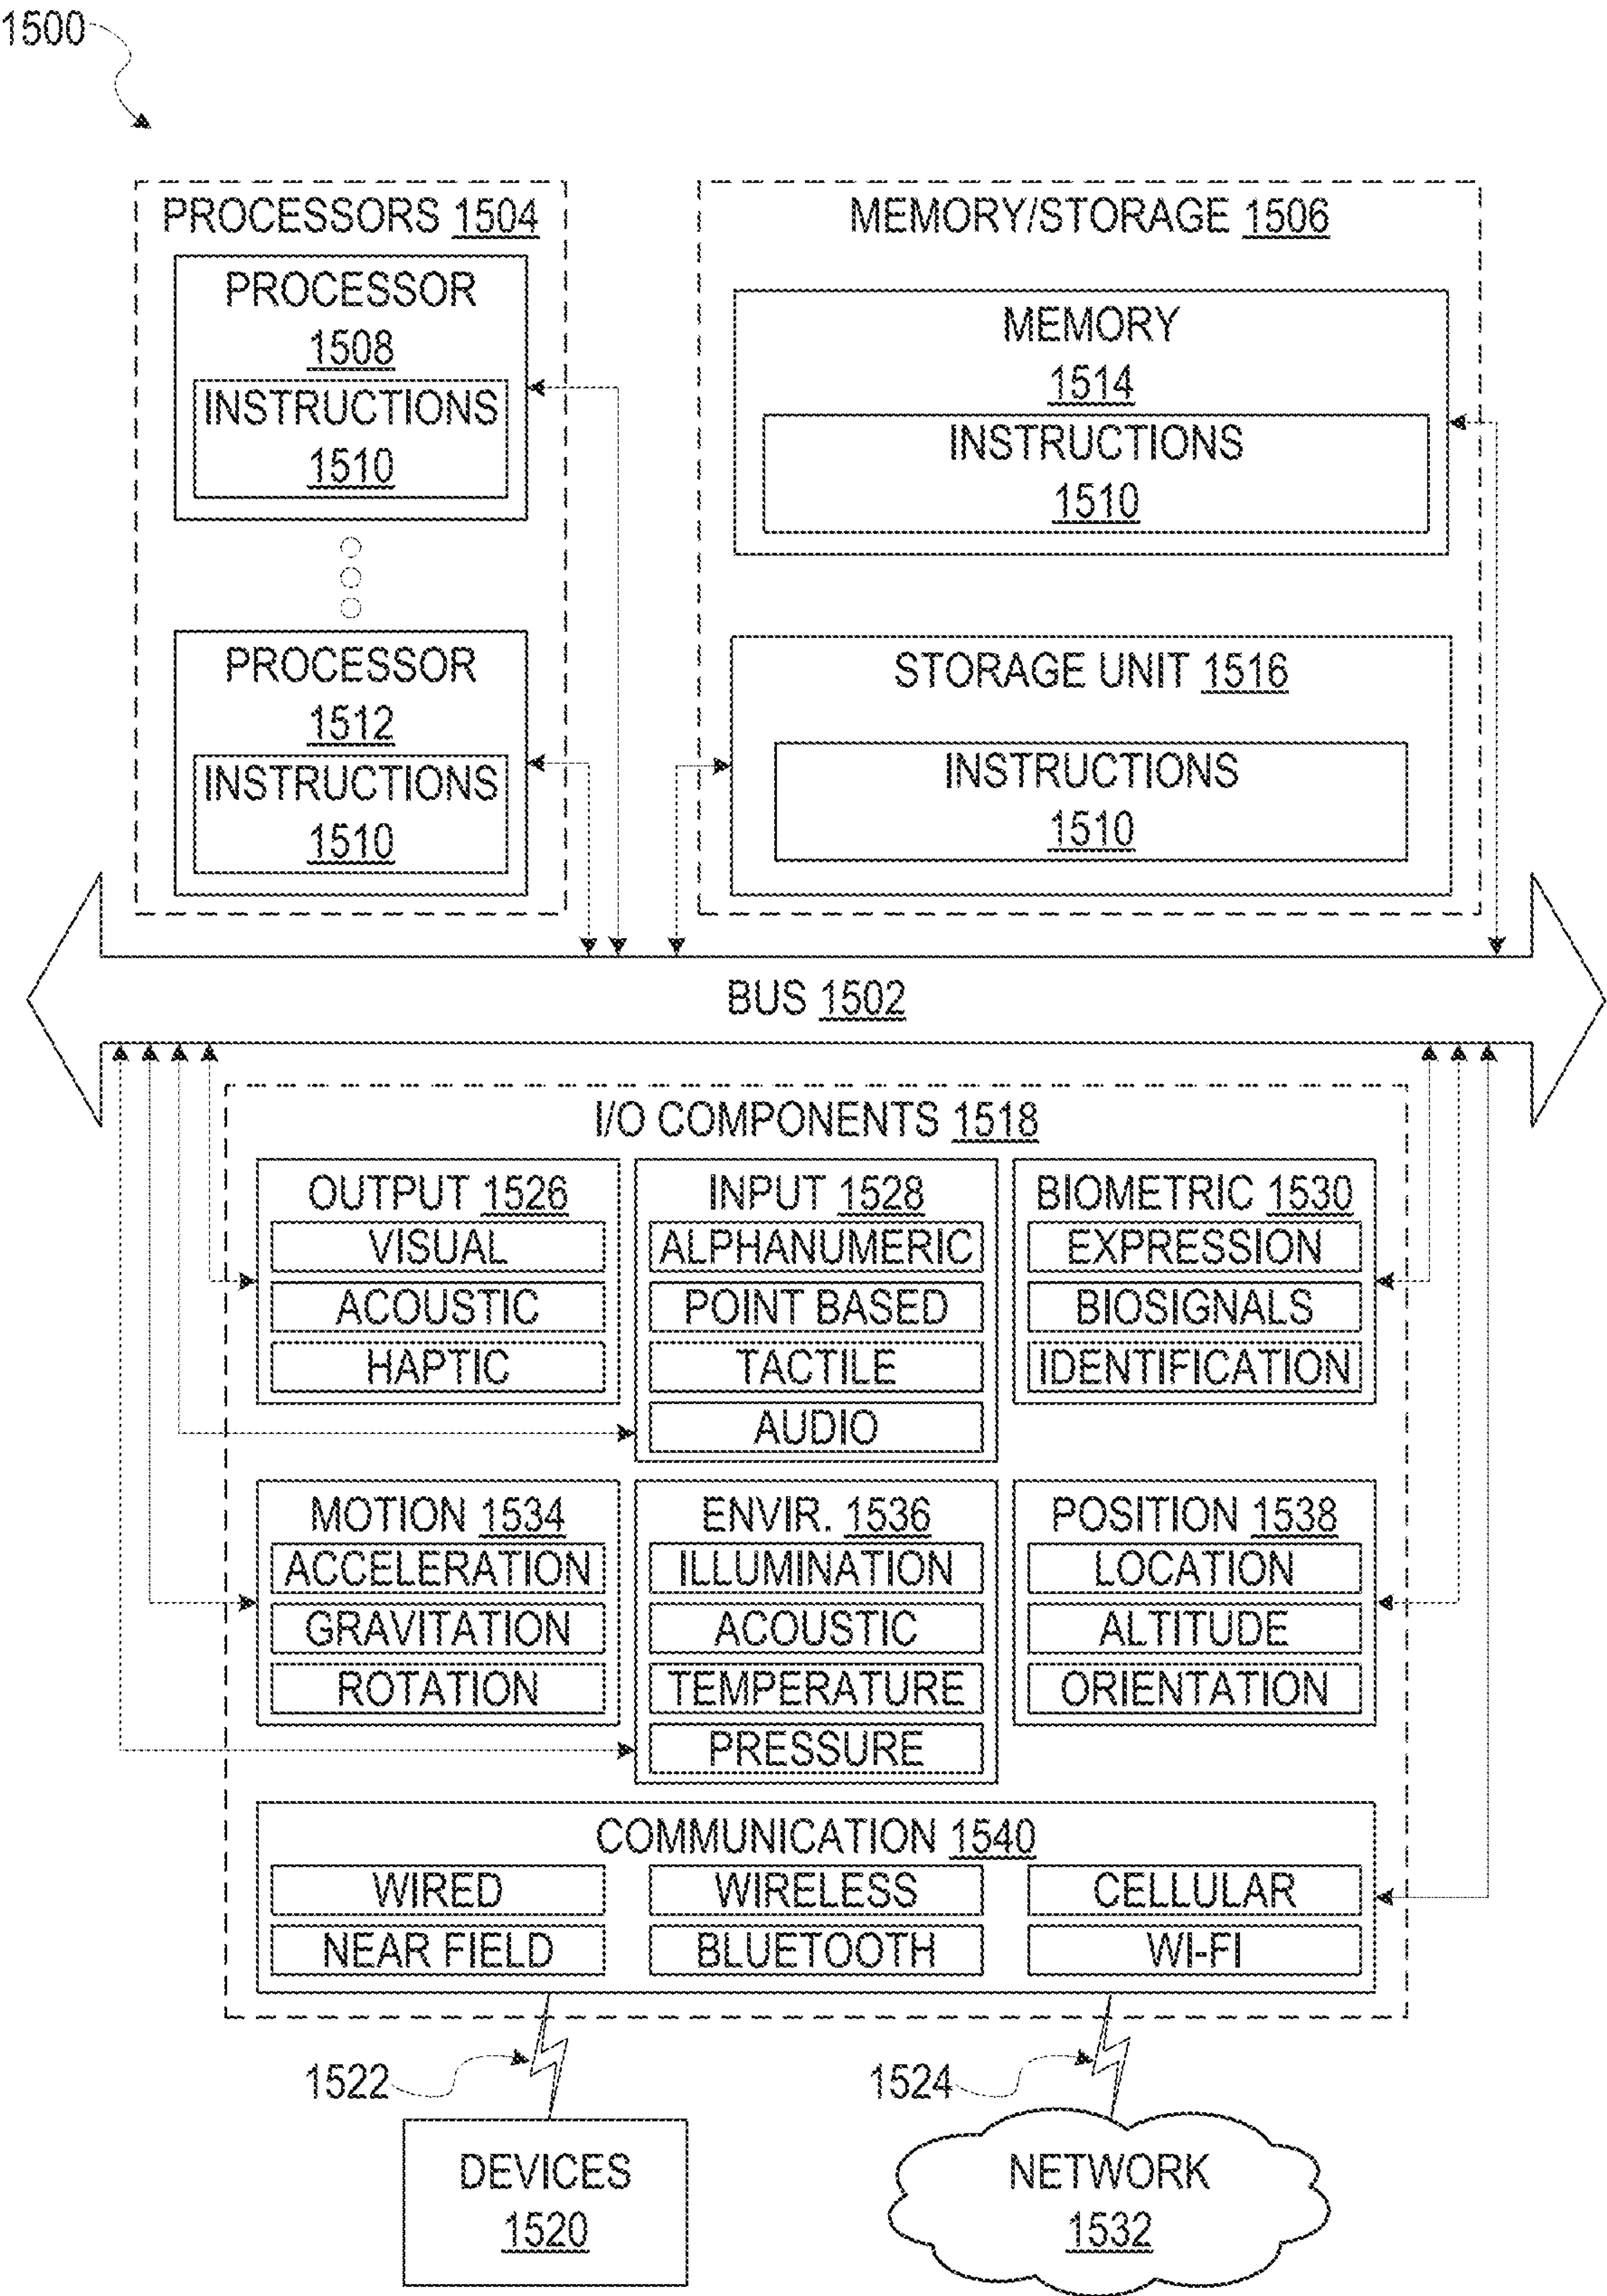 1500
PROCESSORS 1504
PROCESSOR
1508
INSTRUCTIONS
1510
PROCESSOR
1512
INSTRUCTIONS
1510
MEMORY/STORAGE 1506
MEMORY
1514
INSTRUCTIONS
1510
STORAGE UNIT 1516
INSTRUCTIONS
1510
BUS 1502
I/O COMPONENTS 1518
OUTPUT 1526
VISUAL
ACOUSTIC
HAPTIC
INPUT 1528
ALPHANUMERIC
POINT BASED
TACTILE
AUDIO
BIOMETRIC 1530
EXPRESSION
BIOSIGNALS
IDENTIFICATION
MOTION 1534
ACCELERATION
GRAVITATION
ROTATION
ENVIR. 1536
ILLUMINATION
ACOUSTIC
TEMPERATURE
PRESSURE
POSITION 1538
LOCATION
ALTITUDE
ORIENTATION
COMMUNICATION 1540
WIRED
WIRELESS
CELLULAR
NEAR FIELD
BLUETOOTH
WI-FI
1522
1524
DEVICES
1520
NETWORK
1532